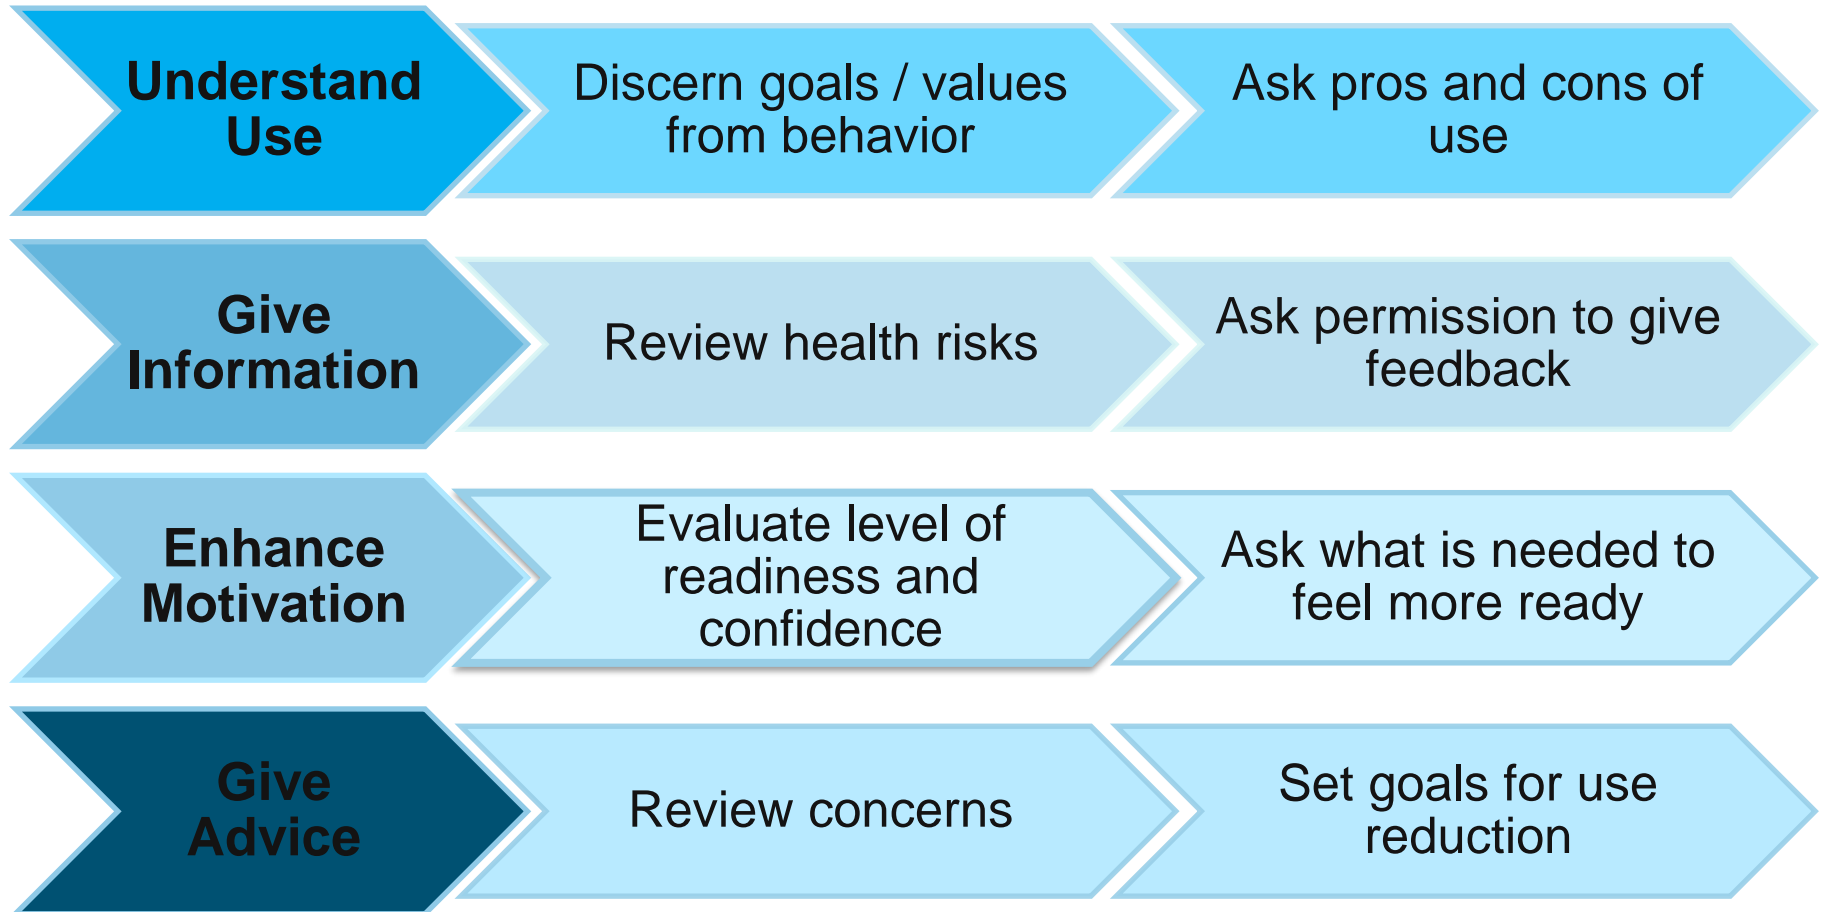 Understand
Use
Discern goals / values
from behavior
Ask pros and cons of
use
Give
Information
Review health risks
Ask permission to give
feedback
Enhance
Motivation
Evaluate level of
readiness and
confidence
Ask what is needed to
feel more ready
Give
Advice
Review concerns
Set goals for use
reduction